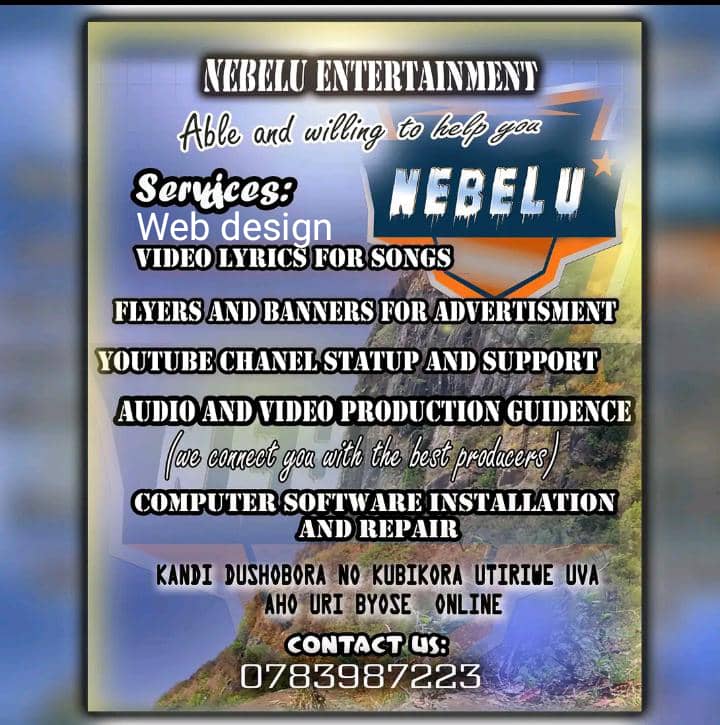 NEBELU ENTERTAINMENT
Able and willing to help you
NEBELU
Services:
Web design
VIDEO LYRICS FOR SONGS
FLYERS AND BANNERS FOR ADVERTISMENT
YOUTUBE CHANEL STATUP AND SUPPORT
AUDIO AND VIDEO PRODUCTION GUIDENCE
(we connect you with the best producers)
COMPUTER SOFTWARE INSTALLATION
AND REPAIR
KANDI DUSHOBORA NO KUBIKORA UTIRIWE UVA
AHO URI BYOSE ONLINE
CONTACT US:
0783987223